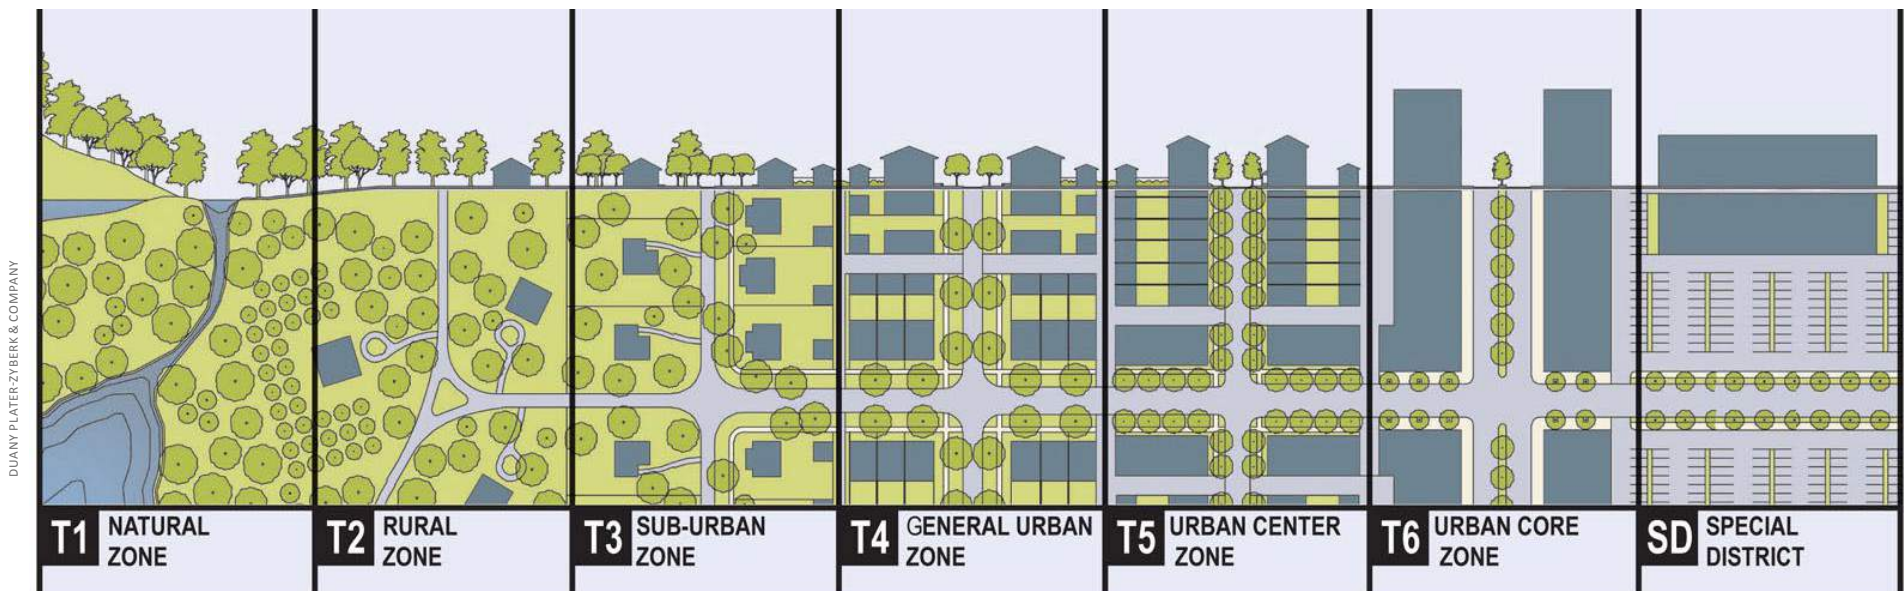 DUANY PLATER-ZYBERK & COMPANY
T1 NATURAL
ZONE
T2 RURAL
ZONE
T3 SUB-URBAN
ZONE
T4 GENERAL URBAN
ZONE
T5 URBAN CENTER
ZONE
T6 URBAN CORE
ZONE
SD SPECIAL
DISTRICT